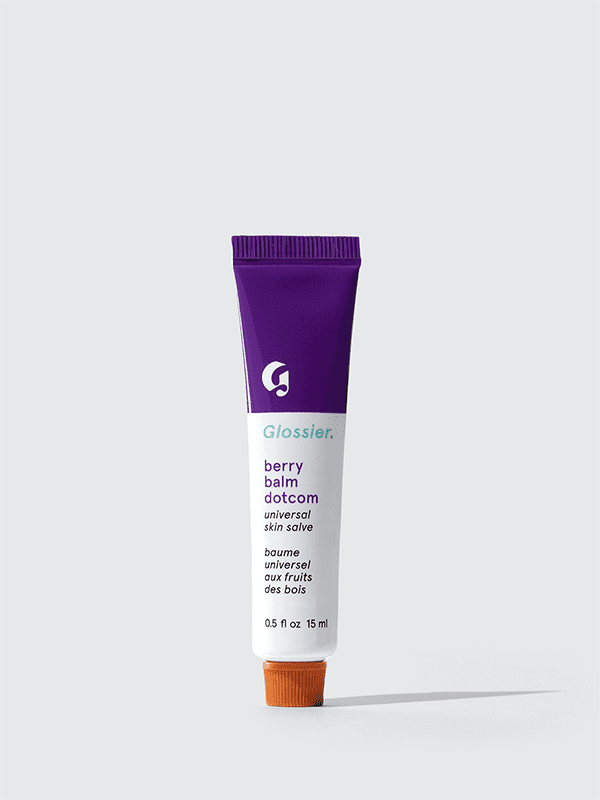 G
Glossier.
berry
balm
dotcom
universal
skin salve
baume
universel
aux fruits
des bois
0.5 fl oz 15 ml